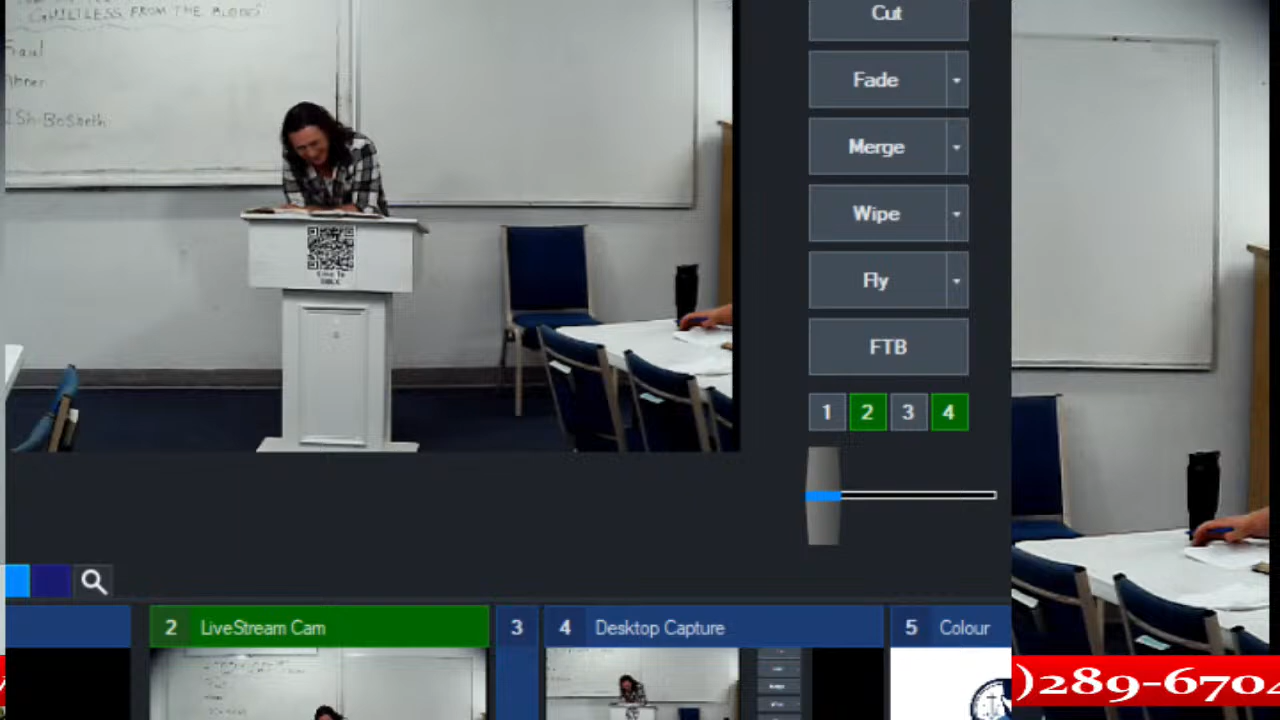 GUILTLESS FROM THE BLOOD
Cut
Fade
Merge
Wipe
Fly
FTB
1 2 3 4
2 LiveStream Cam
3
4 Desktop Capture
5 Colour
)289-6704
Abner
ISh-BoSheth